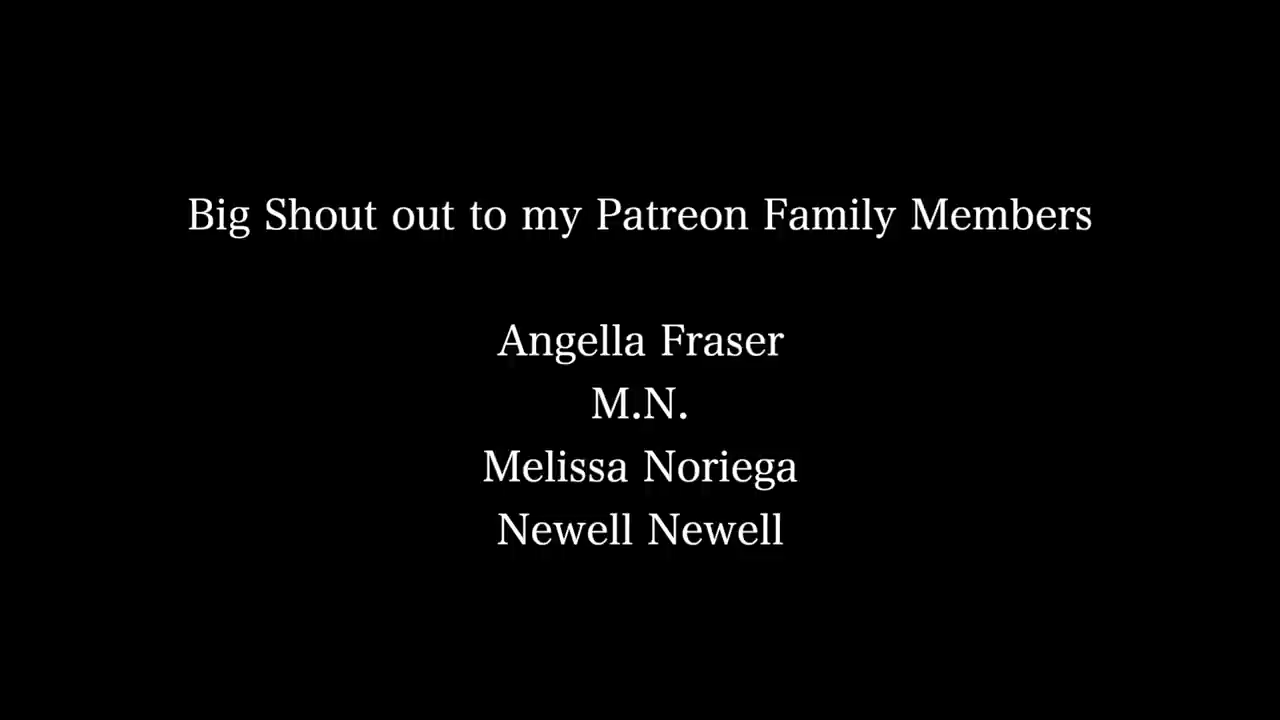 Big Shout out to my Patreon Family Members
Angella Fraser
M.N.
Melissa Noriega
Newell Newell